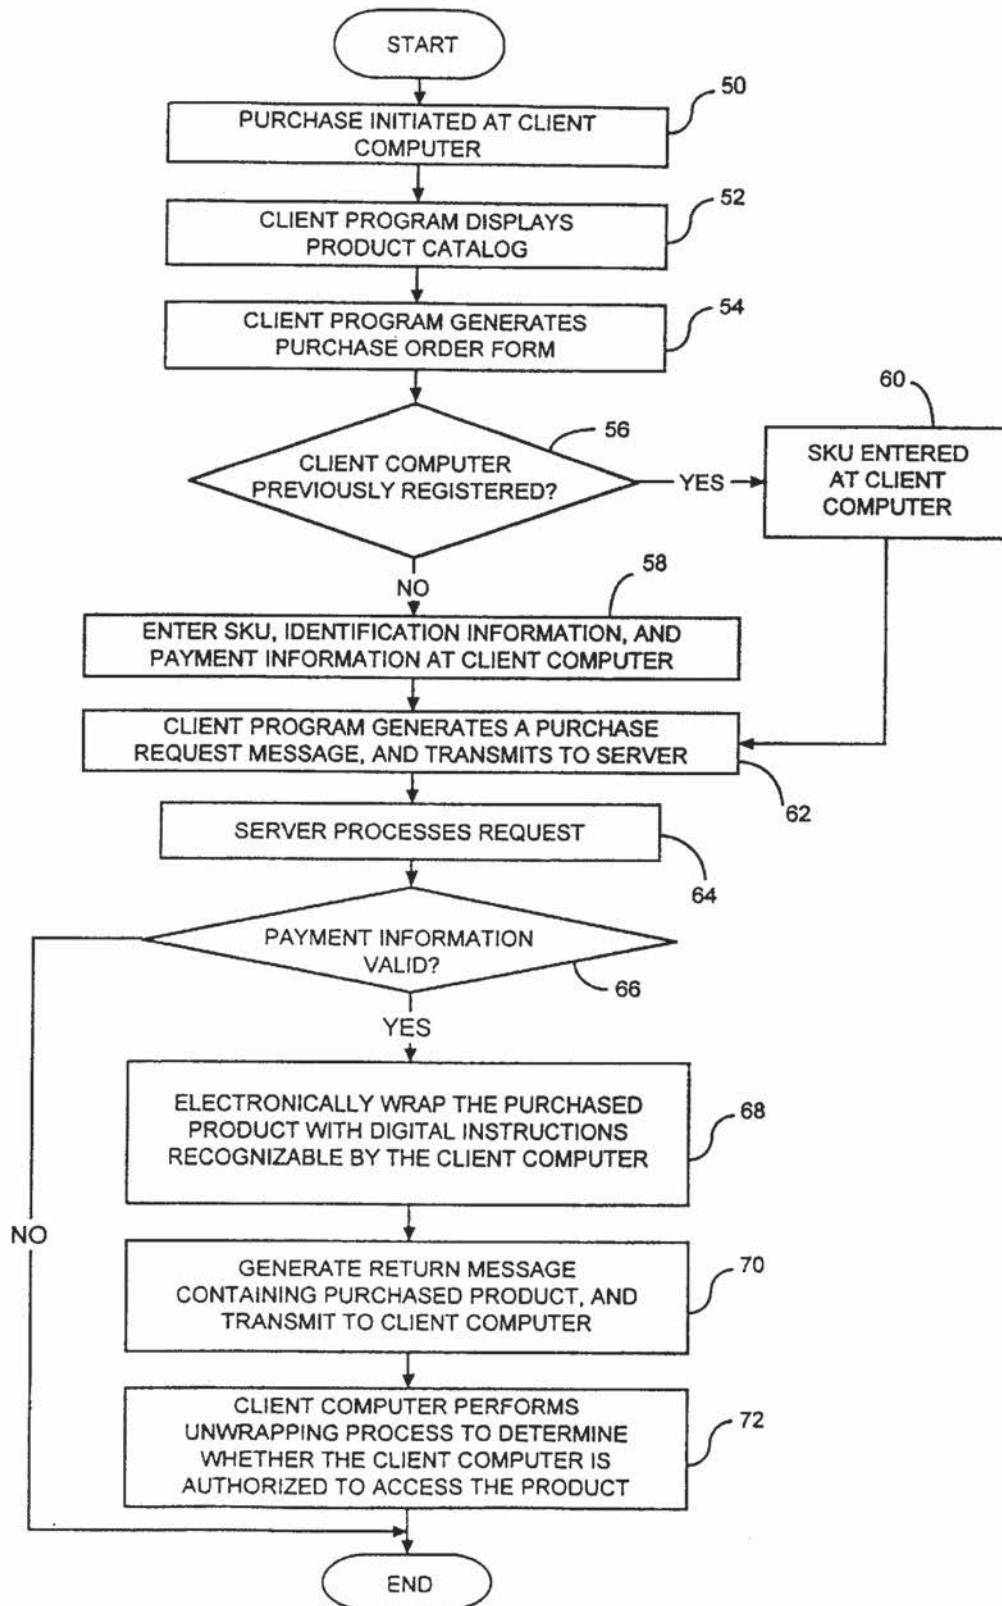 START
50
PURCHASE INITIATED AT CLIENT
COMPUTER
52
CLIENT PROGRAM DISPLAYS
PRODUCT CATALOG
54
CLIENT PROGRAM GENERATES
PURCHASE ORDER FORM
56
CLIENT COMPUTER
PREVIOUSLY REGISTERED?
YES
60
SKU ENTERED
AT CLIENT
COMPUTER
NO
58
ENTER SKU, IDENTIFICATION INFORMATION, AND
PAYMENT INFORMATION AT CLIENT COMPUTER
CLIENT PROGRAM GENERATES A PURCHASE
REQUEST MESSAGE, AND TRANSMITS TO SERVER
62
SERVER PROCESSES REQUEST
64
PAYMENT INFORMATION
VALID?
66
YES
ELECTRONICALLY WRAP THE PURCHASED
PRODUCT WITH DIGITAL INSTRUCTIONS
RECOGNIZABLE BY THE CLIENT COMPUTER
68
NO
GENERATE RETURN MESSAGE
CONTAINING PURCHASED PRODUCT, AND
TRANSMIT TO CLIENT COMPUTER
70
CLIENT COMPUTER PERFORMS
UNWRAPPING PROCESS TO DETERMINE
WHETHER THE CLIENT COMPUTER IS
AUTHORIZED TO ACCESS THE PRODUCT
72
END